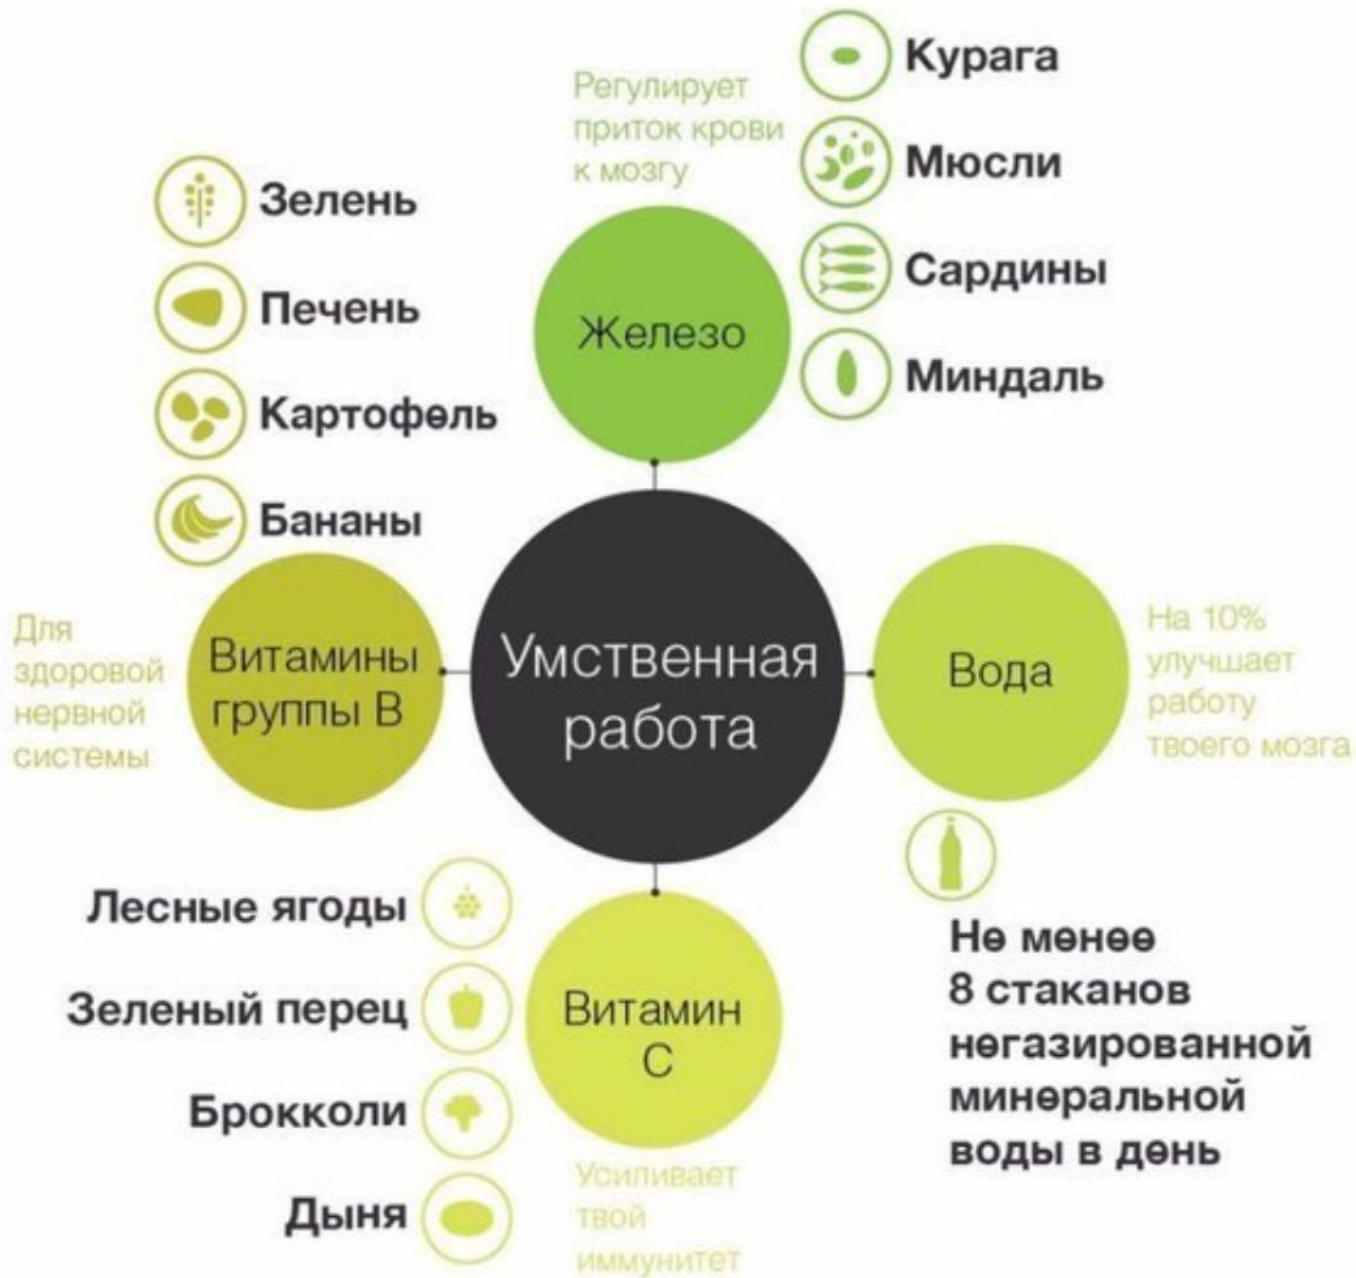 Регулирует
приток крови
к мозгу
Курага
Мюсли
Сардины
Миндаль
Железо
Зелень
Печень
Картофель
Бананы
Для
здоровой
нервной
системы
Витамины
группы В
Умственная
работа
Вода
На 10%
улучшает
работу
твоего мозга
Не менее
8 стаканов
негазированной
минеральной
воды в день
Лесные ягоды
Зеленый перец
Брокколи
Дыня
Витамин
С
Усиливает
твой
иммунитет